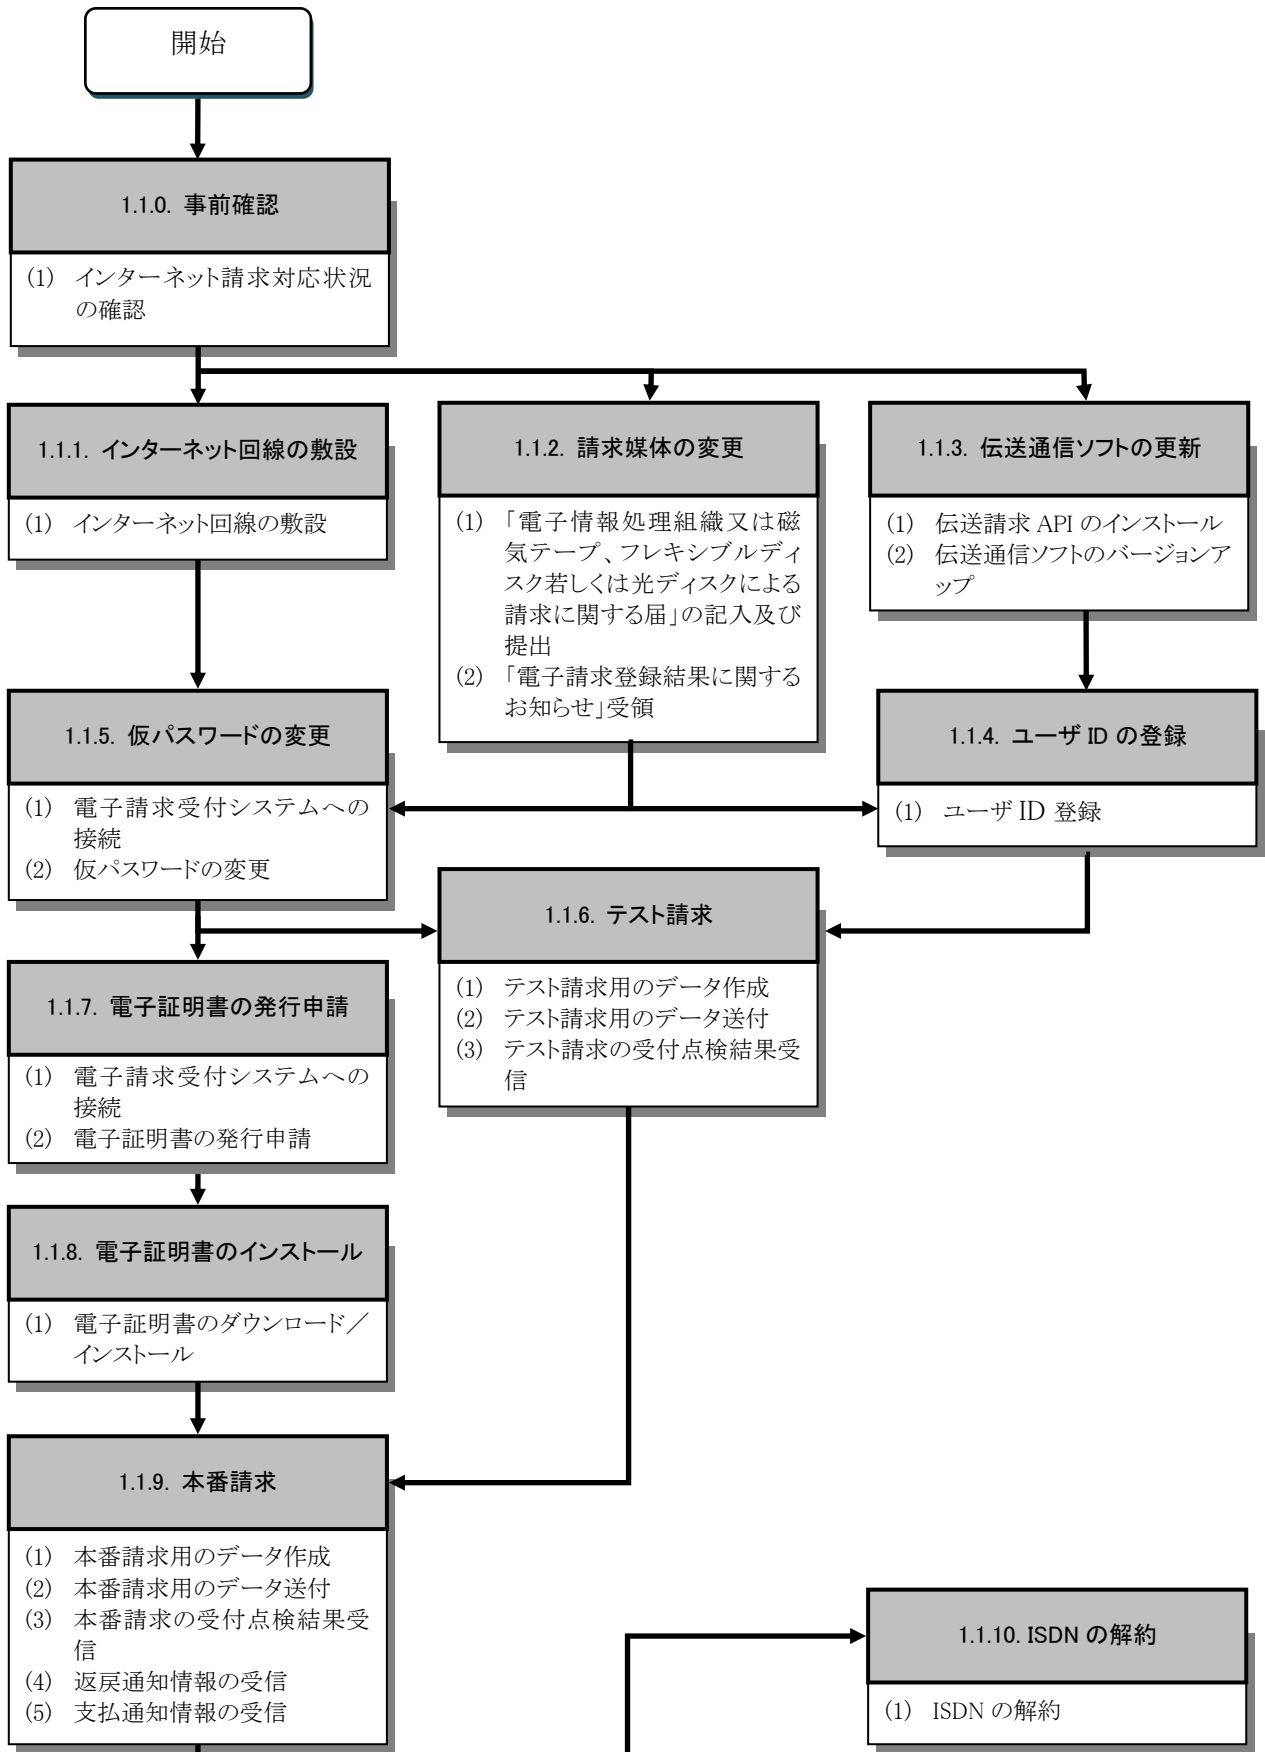 開始
1.1.0. 事前確認
(1) インターネット請求対応状況
の確認
1.1.1. インターネット回線の敷設
(1) インターネット回線の敷設
1.1.2. 請求媒体の変更
(1) 「電子情報処理組織又は磁
気テープ、フレキシブルディ
スク若しくは光ディスクによる
請求に関する届」の記入及び
提出
(2) 「電子請求登録結果に関する
お知らせ」受領
1.1.3. 伝送通信ソフトの更新
(1) 伝送請求 API のインストール
(2) 伝送通信ソフトのバージョンア
ップ
1.1.5. 仮パスワードの変更
(1) 電子請求受付システムへの
接続
(2) 仮パスワードの変更
1.1.4. ユーザ ID の登録
(1) ユーザ ID 登録
1.1.6. テスト請求
(1) テスト請求用のデータ作成
(2) テスト請求用のデータ送付
(3) テスト請求の受付点検結果受
信
1.1.7. 電子証明書の発行申請
(1) 電子請求受付システムへの
接続
(2) 電子証明書の発行申請
1.1.8. 電子証明書のインストール
(1) 電子証明書のダウンロード／
インストール
1.1.9. 本番請求
(1) 本番請求用のデータ作成
(2) 本番請求用のデータ送付
(3) 本番請求の受付点検結果受
信
(4) 返戻通知情報の受信
(5) 支払通知情報の受信
1.1.10. ISDN の解約
(1) ISDN の解約